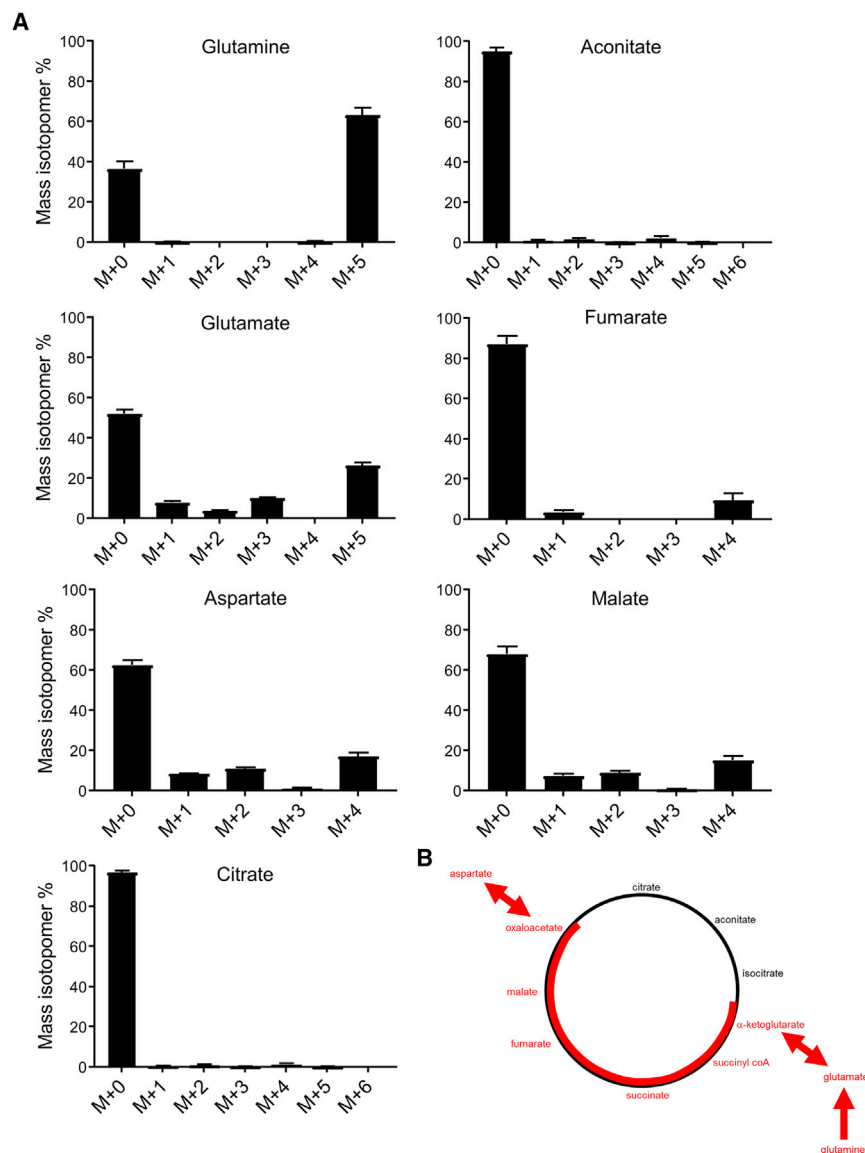 A
Glutamine
Mass isotopomer %
100
80
60
40
20
0
M+0 M+1 M+2 M+3 M+4 M+5
Aconitate
100
80
60
40
20
0
M+0 M+1 M+2 M+3 M+4 M+5 M+6
Glutamate
Mass isotopomer %
100
80
60
40
20
0
M+0 M+1 M+2 M+3 M+4 M+5
Fumarate
100
80
60
40
20
0
M+0 M+1 M+2 M+3 M+4
Aspartate
Mass isotopomer %
100
80
60
40
20
0
M+0 M+1 M+2 M+3 M+4
Malate
100
80
60
40
20
0
M+0 M+1 M+2 M+3 M+4
Citrate
Mass isotopomer %
100
80
60
40
20
0
M+0 M+1 M+2 M+3 M+4 M+5 M+6
B
aspartate
citrate
aconitate
oxaloacetate
isocitrate
malate
α-ketoglutarate
fumarate
succinyl coA
glutamate
succinate
glutamine